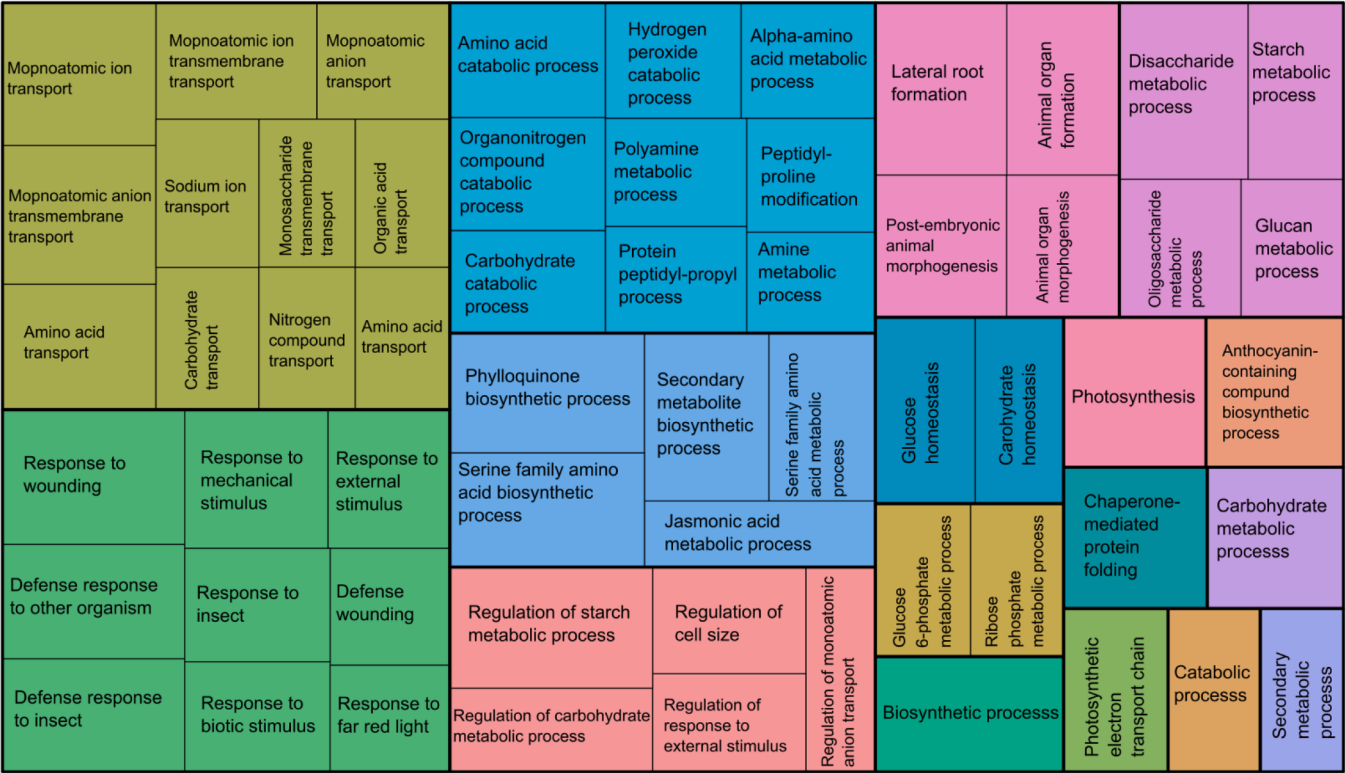 Mopnoatomic ion
transport
Mopnoatomic ion
transmembrane
transport
Mopnoatomic
anion
transport
Mopnoatomic anion
transmembrane
transport
Sodium ion
transport
Monosaccharide
transmembrane
transport
Organic acid
transport
Amino acid
transport
Carbohydrate
transport
Nitrogen
compound
transport
Amino acid
transport
Response to
wounding
Response to
mechanical
stimulus
Response to
external
stimulus
Defense response
to other organism
Response to
insect
Defense
wounding
Defense response
to insect
Response to
biotic stimulus
Response to
far red light
Amino acid
catabolic process
Hydrogen
peroxide
catabolic
process
Alpha-amino
acid metabolic
process
Organonitrogen
compound
catabolic
process
Polyamine
metabolic
process
Peptidyl-
proline
modification
Carbohydrate
catabolic
process
Protein
peptidyl-propyl
process
Amine
metabolic
process
Phylloquinone
biosynthetic process
Secondary
metabolite
biosynthetic
process
Serine family amino
acid metabolic
process
Serine family amino
acid biosynthetic
process
Jasmonic acid
metabolic process
Regulation of starch
metabolic process
Regulation of
cell size
Regulation of monoatomic
anion transport
Regulation of carbohydrate
metabolic process
Regulation of
response to
external stimulus
Lateral root
formation
Animal organ
formation
Post-embryonic
animal
morphogenesis
Animal organ
morphogenesis
Disaccharide
metabolic
process
Starch
metabolic
process
Oligosaccharide
metabolic
process
Glucan
metabolic
process
Glucose
homeostasis
Carohydrate
homeostasis
Photosynthesis
Anthocyanin-
containing
compund
biosynthetic
process
Glucose
6-phosphate
metabolic process
Ribose
phosphate
metabolic process
Chaperone-
mediated
protein
folding
Carbohydrate
metabolic
processs
Biosynthetic processs
Photosynthetic
electron
transport chain
Catabolic
processs
Secondary
metabolic
processs